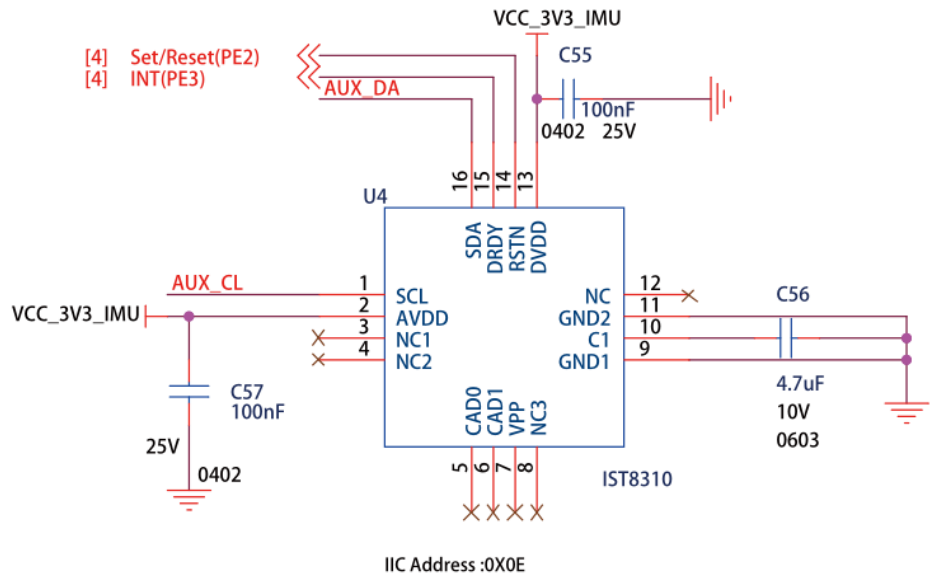 VCC_3V3_IMU
[4] Set/Reset(PE2)
[4] INT(PE3)
AUX_DA
C55
100nF
0402 25V
16 15 14 13
U4
SDA DRDY RSTN DVDD
AUX_CL
1 SCL
VCC_3V3_IMU
2 AVDD
3 NC1
4 NC2
NC 12
GND2 11
C1 10
GND1 9
C56
4.7uF
10V
0603
C57
100nF
25V
0402
CAD0 CAD1 VPP NC3
5 6 7 8
IST8310
IIC Address :0X0E